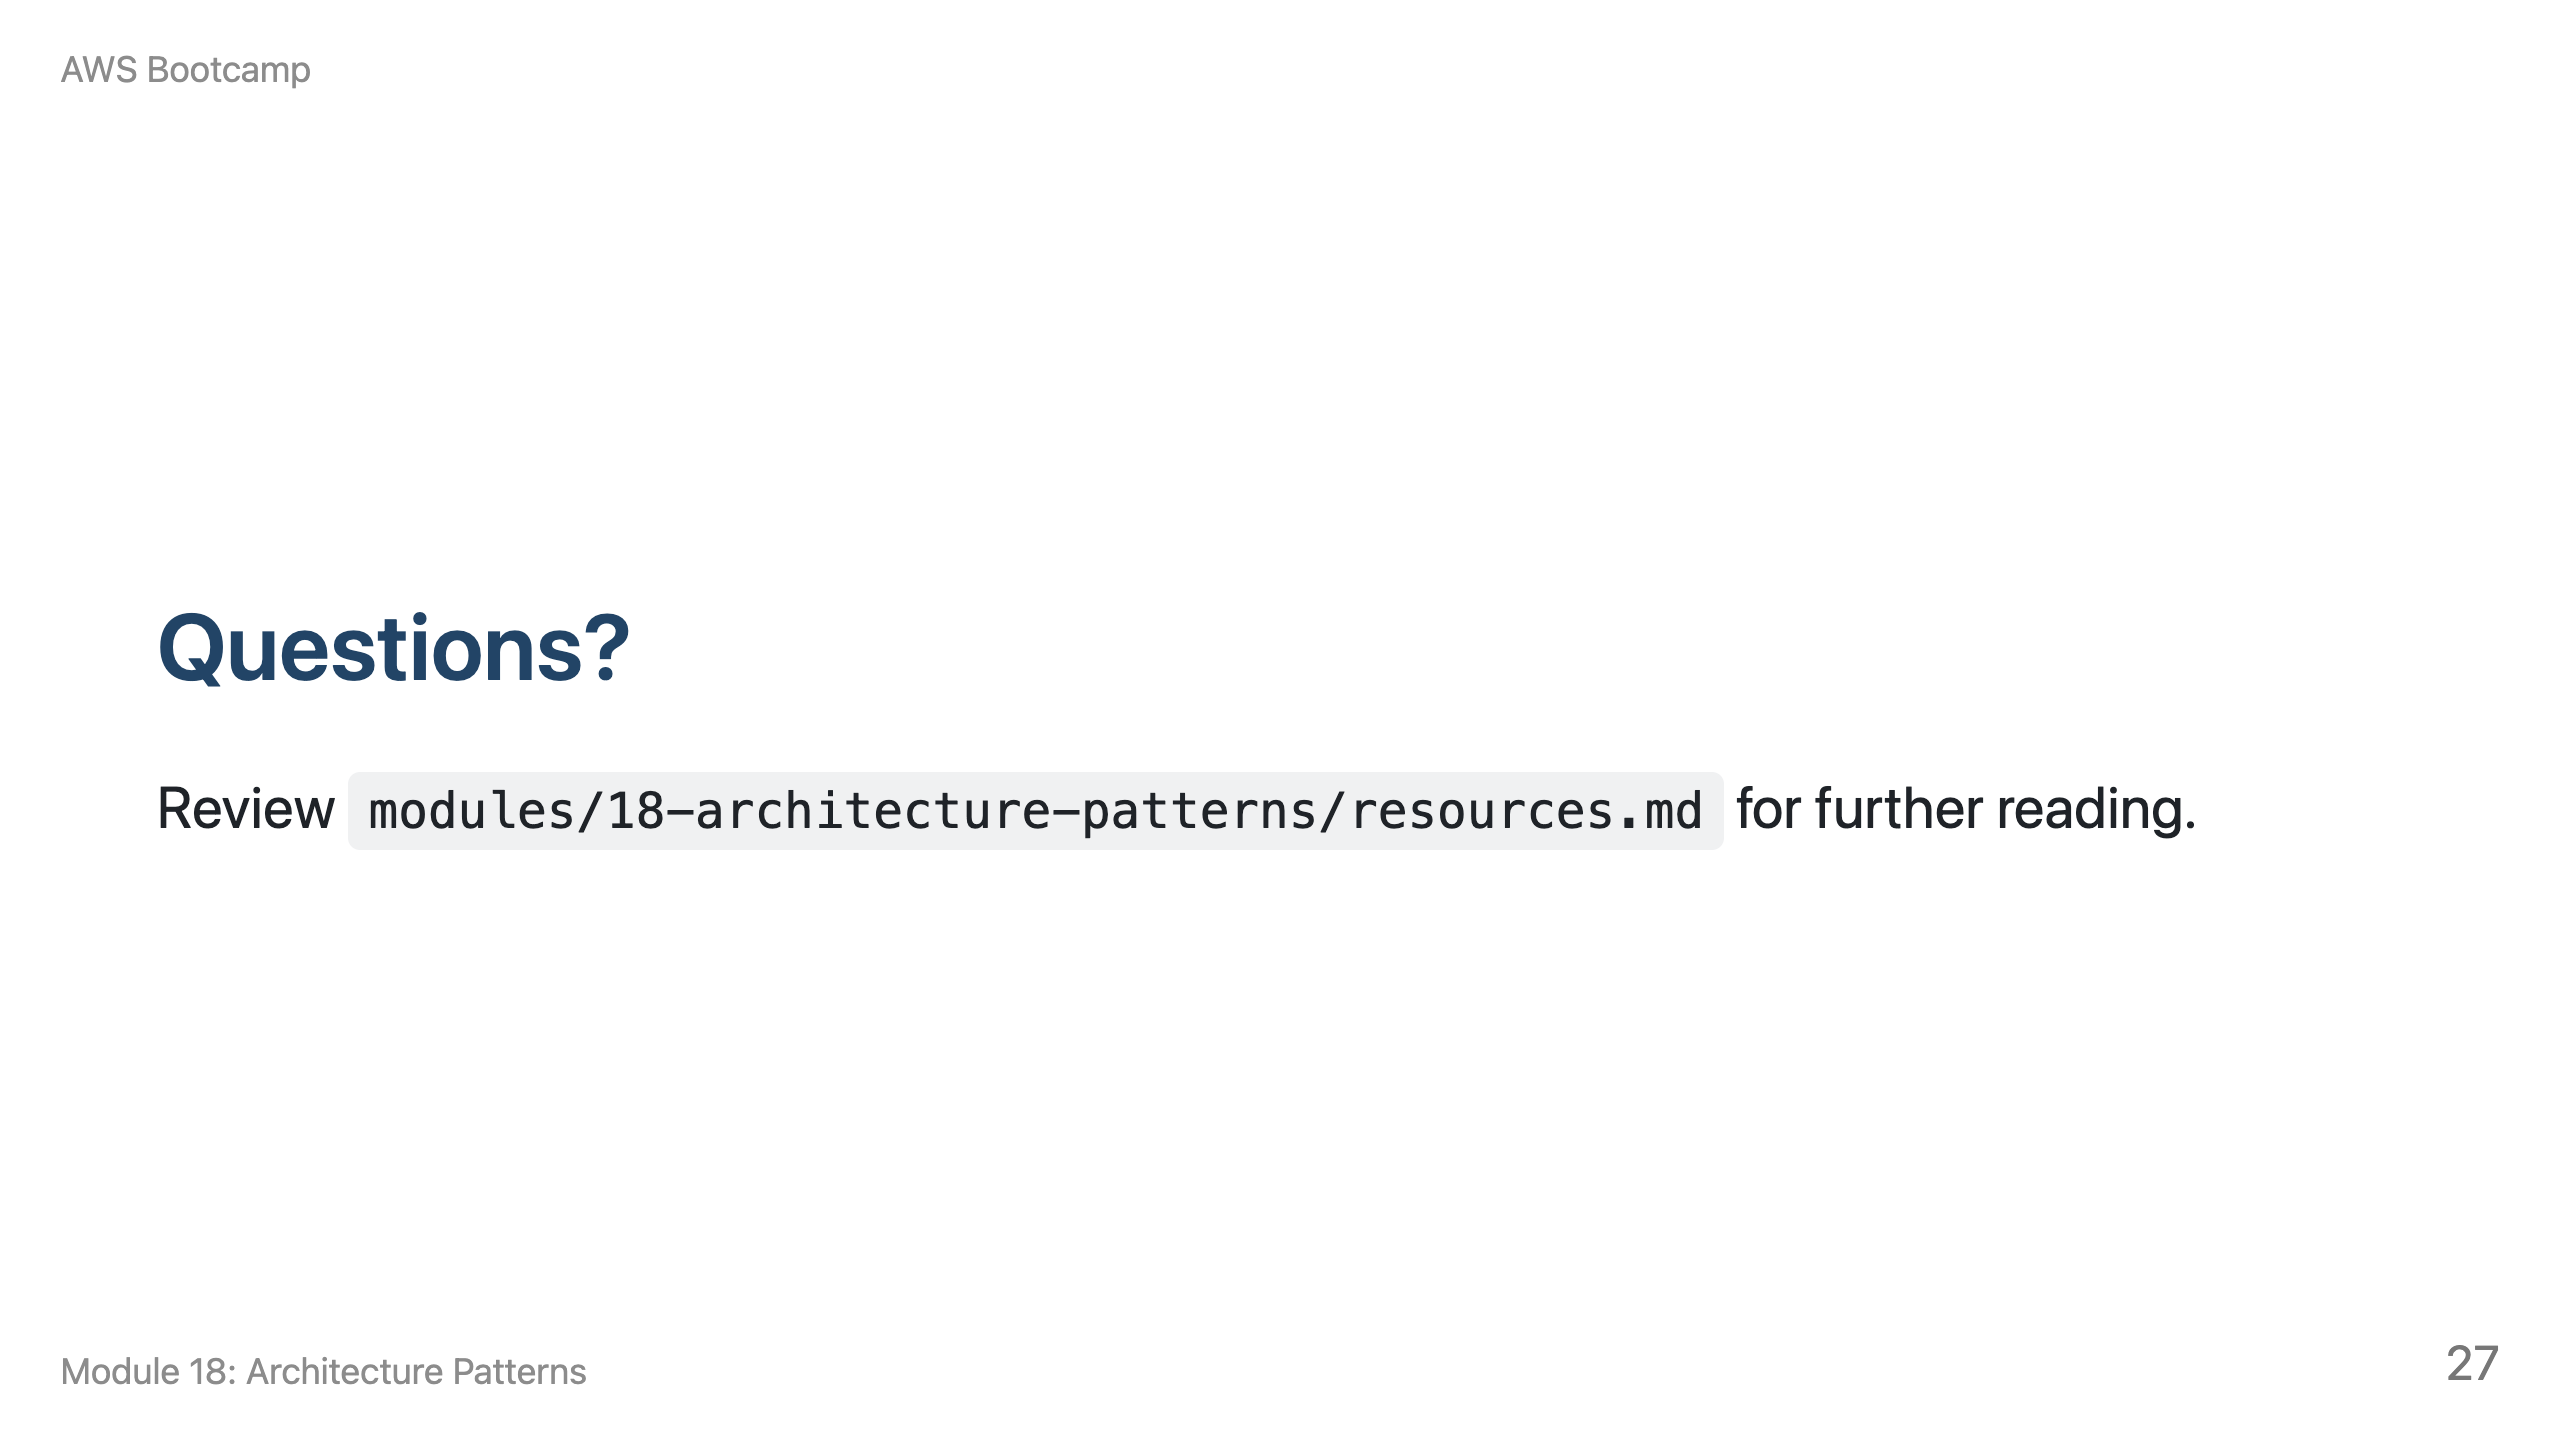 AWS Bootcamp
Questions?
Review modules/18-architecture-patterns/resources.md for further reading.
Module 18: Architecture Patterns
27